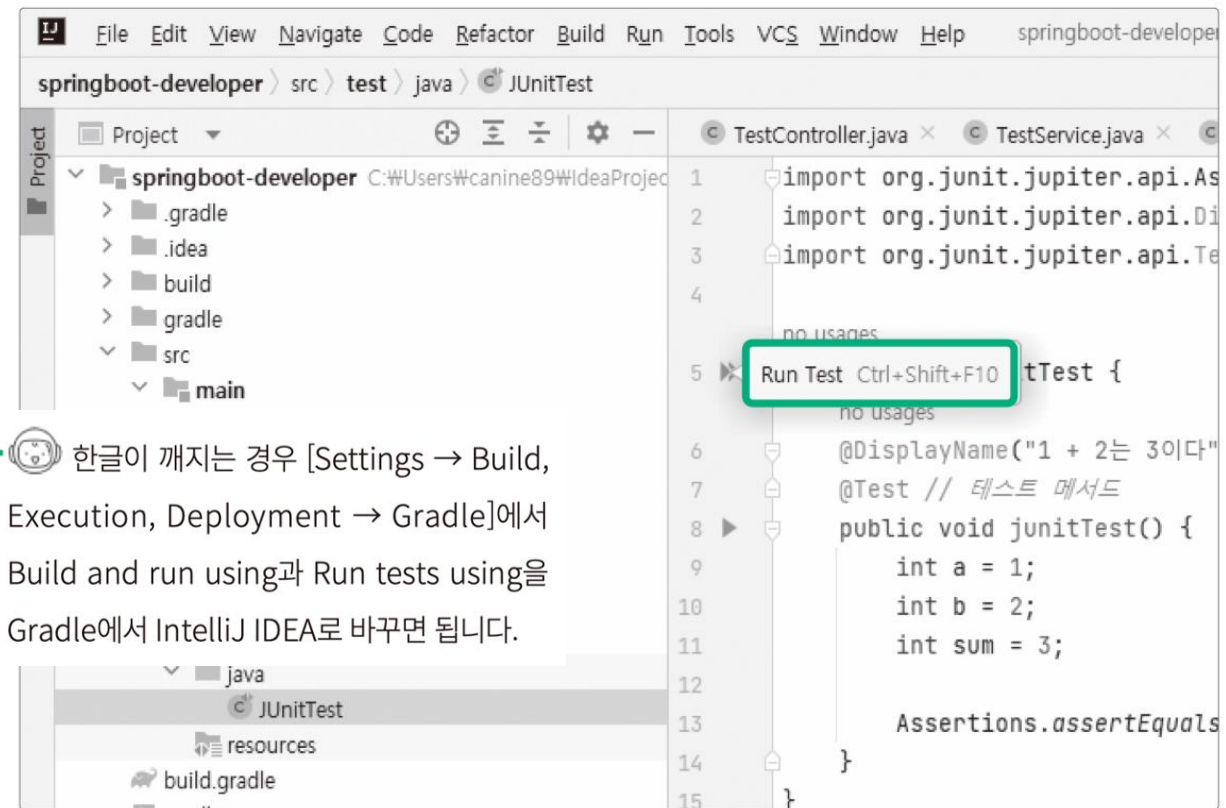 File Edit View Navigate Code Refactor Build Run Tools VCS Window Help springboot-developer
springboot-developer 〉 src 〉 test 〉 java 〉 JUnitTest
Project
Project
springboot-developer C:₩Users₩canine89₩IdeaProjec
.gradle
.idea
build
gradle
src
main
한글이 깨지는 경우 [Settings → Build,
Execution, Deployment → Gradle]에서
Build and run using과 Run tests using을
Gradle에서 IntelliJ IDEA로 바꾸면 됩니다.
java
JUnitTest
resources
build.gradle
TestController.java × TestService.java ×
1 import org.junit.jupiter.api.As
2 import org.junit.jupiter.api.Di
3 import org.junit.jupiter.api.Te
4
no usages
5 Run Test Ctrl+Shift+F10 tTest {
no usages
6 @DisplayName("1 + 2는 3이다"
7 @Test // 테스트 메서드
8 public void junitTest() {
9 int a = 1;
10 int b = 2;
11 int sum = 3;
12
13 Assertions.assertEquals
14 }
15 }